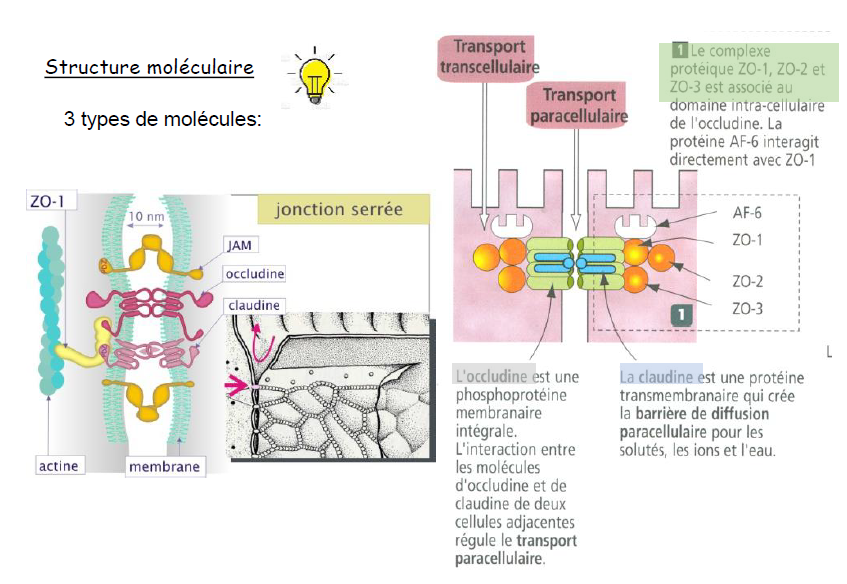 Structure moléculaire
3 types de molécules:
ZO-1
10 nm
jonction serrée
JAM
occludine
claudine
actine
membrane
Transport
transcellulaire
Transport
paracellulaire
1 Le complexe
protéique ZO-1, ZO-2 et
ZO-3 est associé au
domaine intra-cellulaire
de l'occludine. La
protéine AF-6 interagit
directement avec ZO-1
AF-6
ZO-1
ZO-2
ZO-3
1
L
L'occludine est une
phosphoprotéine
membranaire
intégrale.
L'interaction entre
les molécules
d'occludine et de
claudine de deux
cellules adjacentes
régule le transport
paracellulaire.
La claudine est une protéine
transmembranaire qui crée
la barrière de diffusion
paracellulaire pour les
solutés, les ions et l'eau.